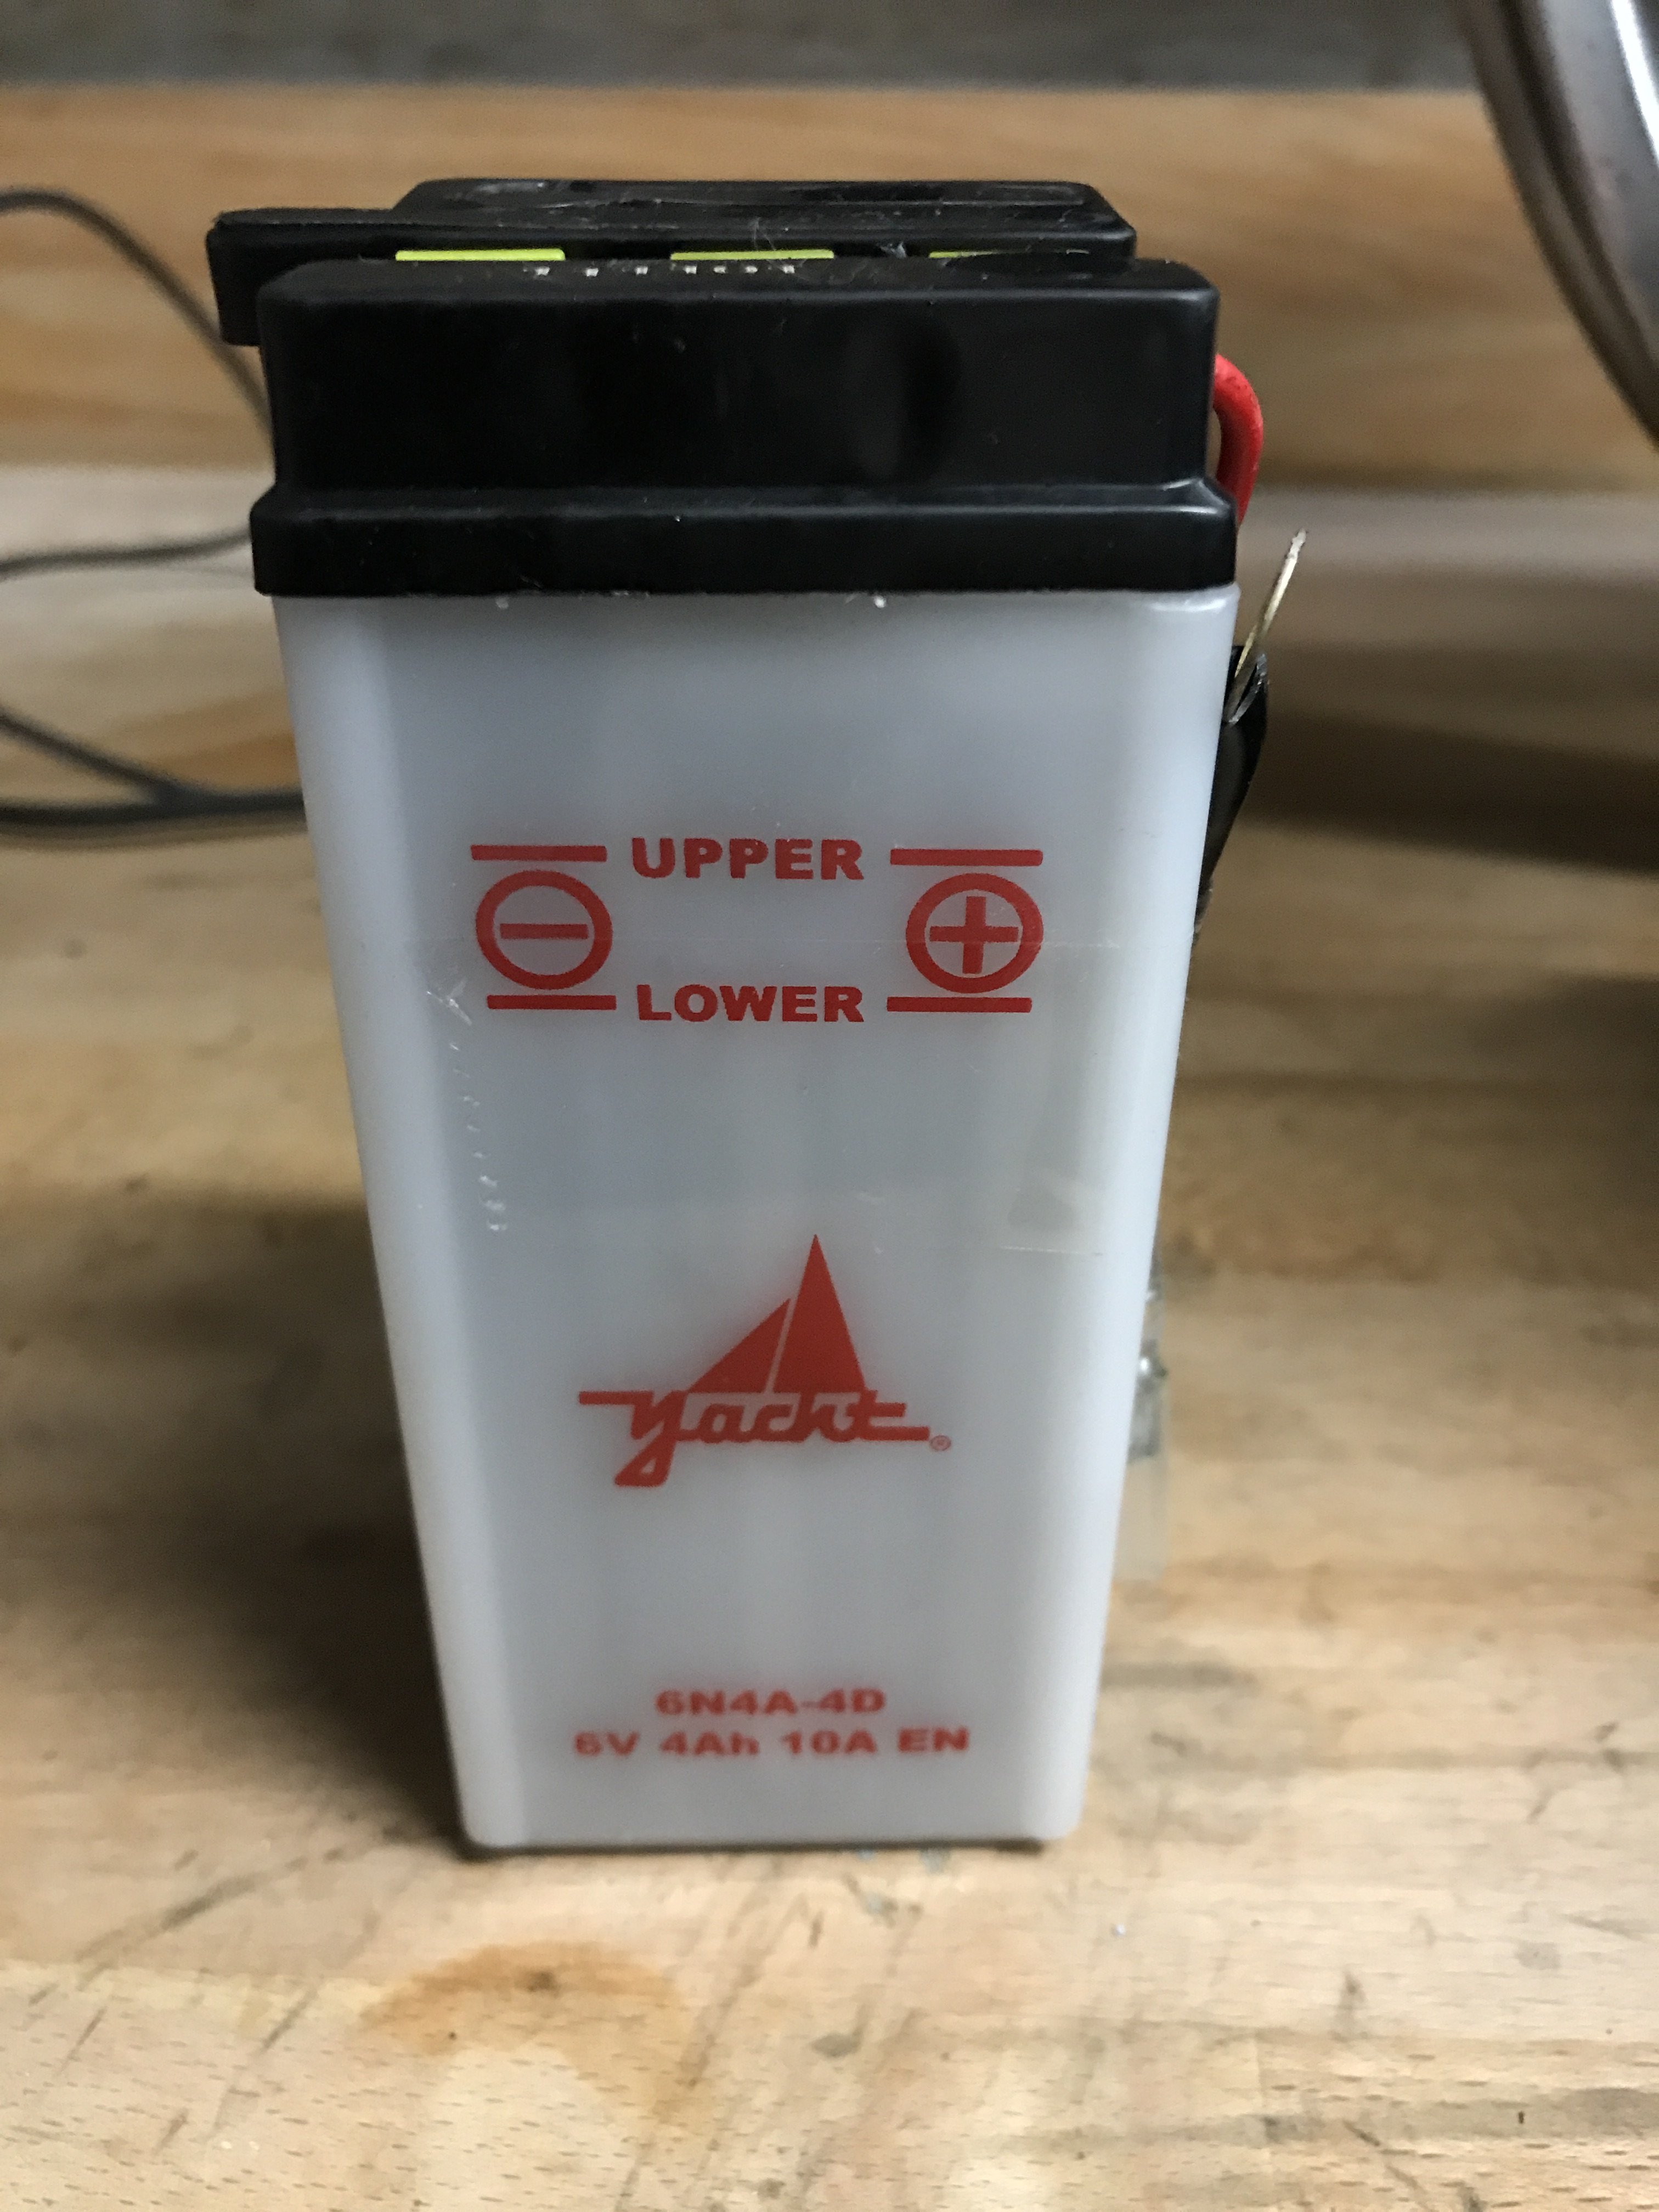 UPPER
LOWER
yacht®
6N4A-4D
6V 4Ah 10A EN